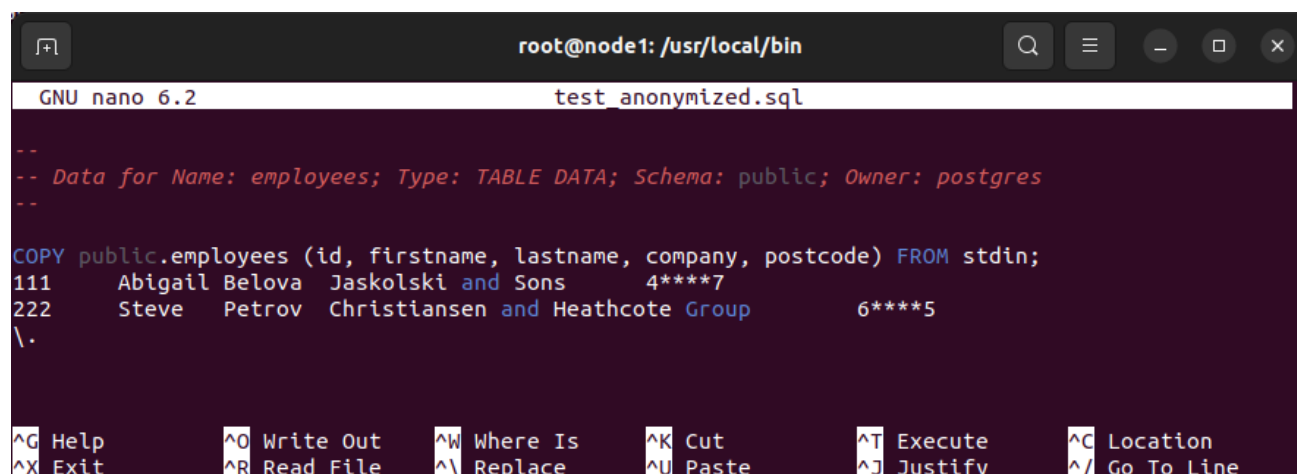 root@node1: /usr/local/bin
GNU nano 6.2 test_anonymized.sql
--
-- Data for Name: employees; Type: TABLE DATA; Schema: public; Owner: postgres
--
COPY public.employees (id, firstname, lastname, company, postcode) FROM stdin;
111 Abigail Belova Jaskolski and Sons 4****7
222 Steve Petrov Christiansen and Heathcote Group 6****5
\.
^G Help ^O Write Out ^W Where Is ^K Cut ^T Execute ^C Location
^X Exit ^R Read File ^\ Replace ^U Paste ^J Justify ^/ Go To Line